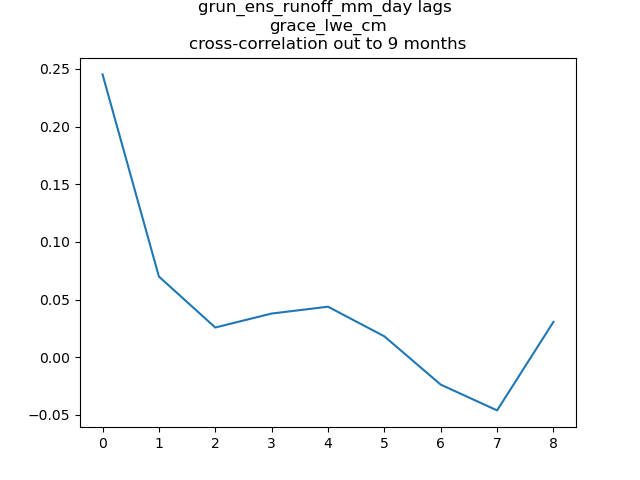 grun_ens_runoff_mm_day lags
grace_lwe_cm
cross-correlation out to 9 months
0.25
0.20
0.15
0.10
0.05
0.00
−0.05
0 1 2 3 4 5 6 7 8